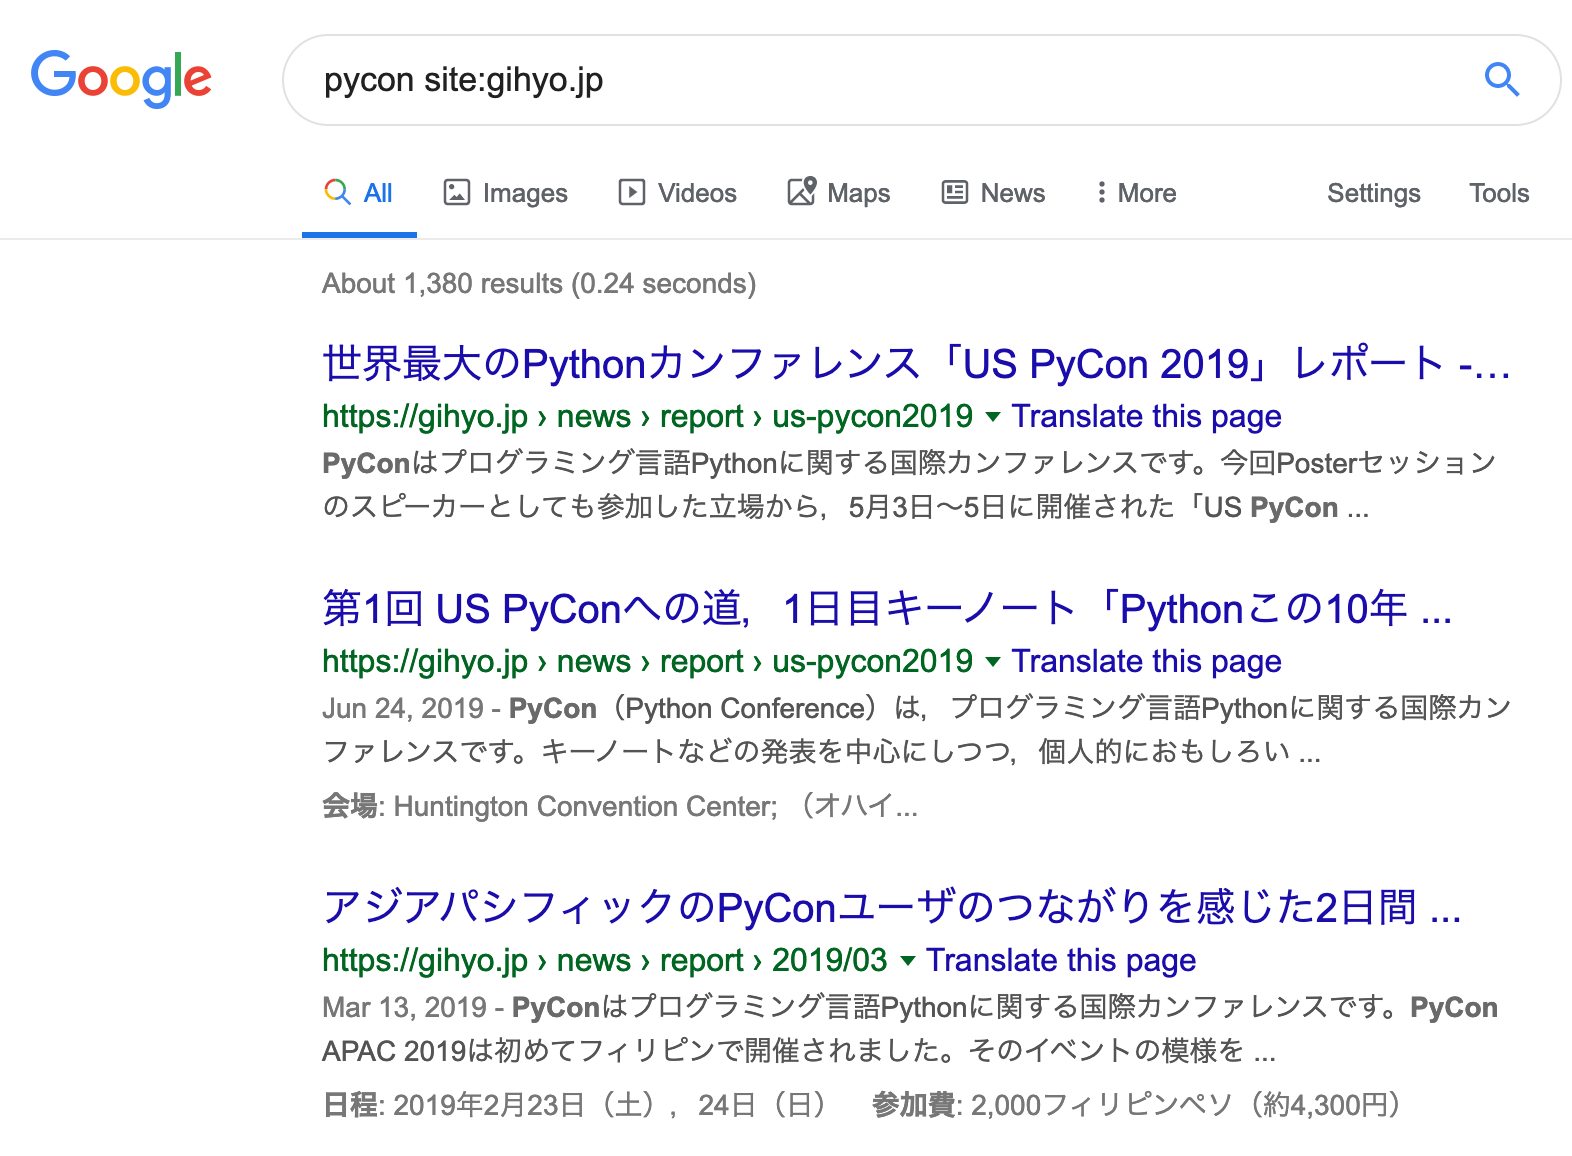 Google
pycon site:gihyo.jp
All Images Videos Maps News More Settings Tools
About 1,380 results (0.24 seconds)
世界最大のPythonカンファレンス「US PyCon 2019」レポート -...
https://gihyo.jp › news › report › us-pycon2019 ▼ Translate this page
PyConはプログラミング言語Pythonに関する国際カンファレンスです。今回Posterセッション
のスピーカーとしても参加した立場から，5月3日～5日に開催された「US PyCon ...
第1回 US PyConへの道，1日目キーノート「Pythonこの10年 ...
https://gihyo.jp › news › report › us-pycon2019 ▼ Translate this page
Jun 24, 2019 - PyCon（Python Conference）は，プログラミング言語Pythonに関する国際カン
ファレンスです。キーノートなどの発表を中心にしつつ，個人的におもしろい ...
会場: Huntington Convention Center; （オハイ...
アジアパシフィックのPyConユーザのつながりを感じた2日間 ...
https://gihyo.jp › news › report › 2019/03 ▼ Translate this page
Mar 13, 2019 - PyConはプログラミング言語Pythonに関する国際カンファレンスです。PyCon
APAC 2019は初めてフィリピンで開催されました。そのイベントの模様を ...
日程: 2019年2月23日（土），24日（日） 参加費: 2,000フィリピンペソ（約4,300円）